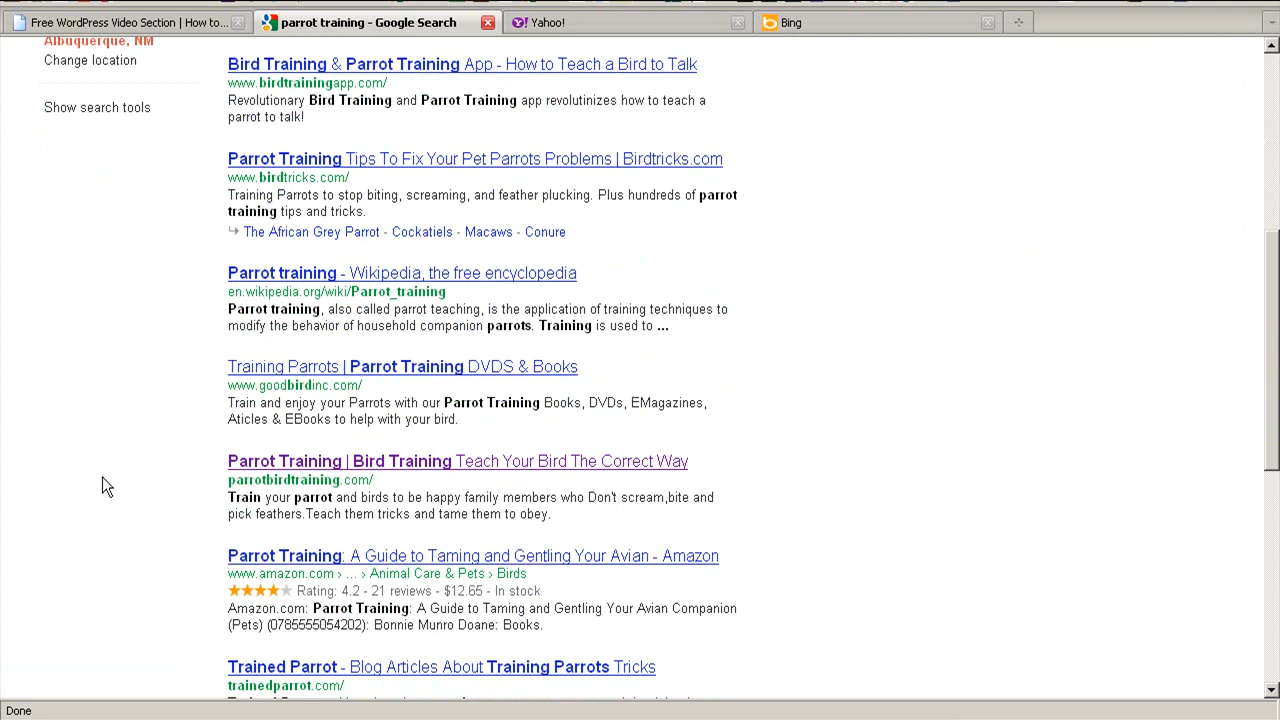 Free WordPress Video Section | How to...
parrot training - Google Search
Yahoo!
Bing
Albuquerque, NM
Change location
Show search tools
Bird Training & Parrot Training App - How to Teach a Bird to Talk
www.birdtrainingapp.com/
Revolutionary Bird Training and Parrot Training app revolutinizes how to teach a
parrot to talk!
Parrot Training Tips To Fix Your Pet Parrots Problems | Birdtricks.com
www.birdtricks.com/
Training Parrots to stop biting, screaming, and feather plucking. Plus hundreds of parrot
training tips and tricks.
The African Grey Parrot - Cockatiels - Macaws - Conure
Parrot training - Wikipedia, the free encyclopedia
en.wikipedia.org/wiki/Parrot_training
Parrot training, also called parrot teaching, is the application of training techniques to
modify the behavior of household companion parrots. Training is used to ...
Training Parrots | Parrot Training DVDS & Books
www.goodbirdinc.com/
Train and enjoy your Parrots with our Parrot Training Books, DVDs, EMagazines,
Aticles & EBooks to help with your bird.
Parrot Training | Bird Training Teach Your Bird The Correct Way
parrotbirdtraining.com/
Train your parrot and birds to be happy family members who Don't scream,bite and
pick feathers.Teach them tricks and tame them to obey.
Parrot Training: A Guide to Taming and Gentling Your Avian - Amazon
www.amazon.com › ... › Animal Care & Pets › Birds
Rating: 4.2 - 21 reviews - $12.65 - In stock
Amazon.com: Parrot Training: A Guide to Taming and Gentling Your Avian Companion
(Pets) (0785555054202): Bonnie Munro Doane: Books.
Trained Parrot - Blog Articles About Training Parrots Tricks
trainedparrot.com/
Done